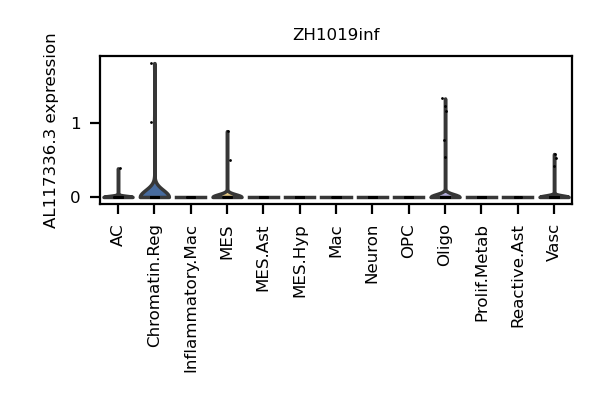 ZH1019inf
AL117336.3 expression
1
0
AC
Chromatin.Reg
Inflammatory.Mac
MES
MES.Ast
MES.Hyp
Mac
Neuron
OPC
Oligo
Prolif.Metab
Reactive.Ast
Vasc